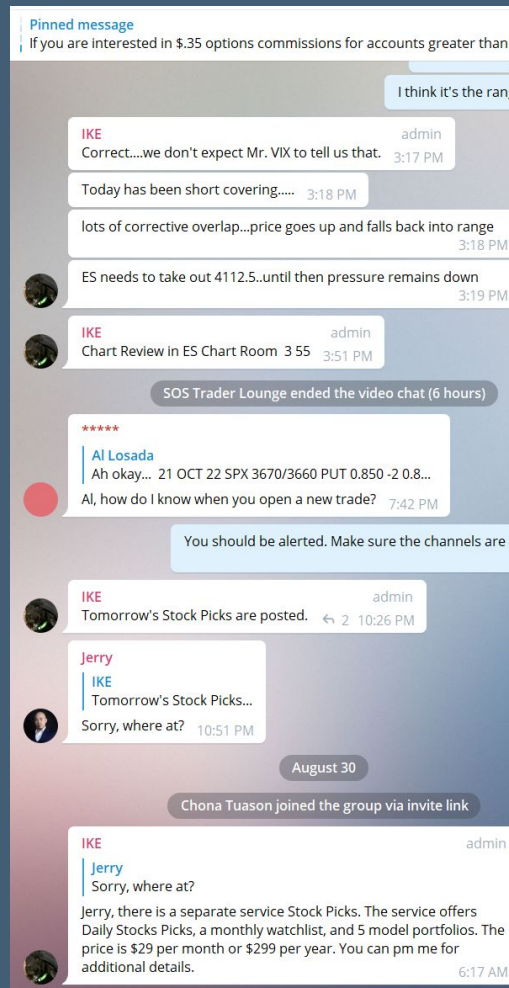 Pinned message
If you are interested in $.35 options commissions for accounts greater than
I think it's the
IKE admin
Correct....we don't expect Mr. VIX to tell us that. 3:17 PM
Today has been short covering..... 3:18 PM
lots of corrective overlap...price goes up and falls back into range
3:18 PM
ES needs to take out 4112.5..until then pressure remains down
3:19 PM
IKE admin
Chart Review in ES Chart Room 3 55 3:51 PM
SOS Trader Lounge ended the video chat (6 hours)
*****
Al Losada
Ah okay... 21 OCT 22 SPX 3670/3660 PUT 0.850 -2 0.8...
Al, how do I know when you open a new trade? 7:42 PM
You should be alerted. Make sure the channels are
IKE admin
Tomorrow's Stock Picks are posted. 2 10:26 PM
Jerry
IKE
Tomorrow's Stock Picks...
Sorry, where at? 10:51 PM
August 30
Chona Tuason joined the group via invite link
IKE admin
Jerry
Sorry, where at?
Jerry, there is a separate service Stock Picks. The service offers
Daily Stocks Picks, a monthly watchlist, and 5 model portfolios. The
price is $29 per month or $299 per year. You can pm me for
additional details. 6:17 AM